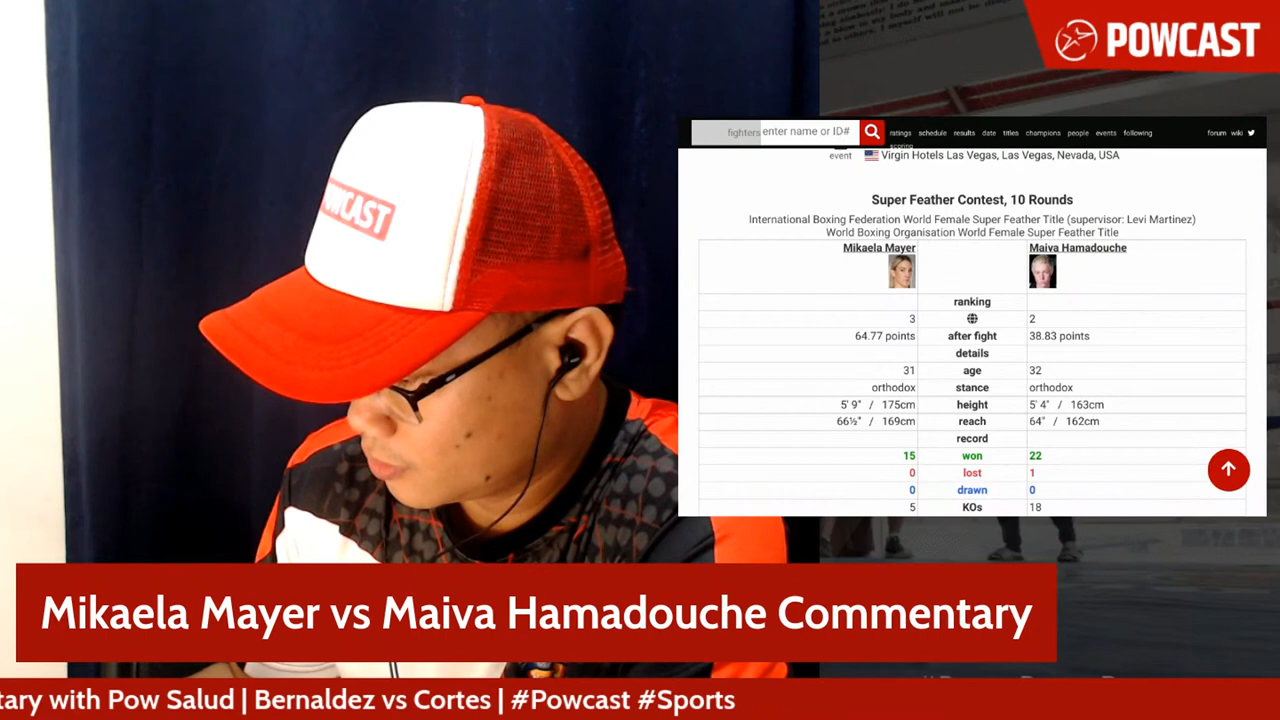 POWCAST
POWCAST
fighters enter name or ID#
ratings schedule results date titles champions people events following
forum wiki
scoring
event Virgin Hotels Las Vegas, Las Vegas, Nevada, USA
Super Feather Contest, 10 Rounds
International Boxing Federation World Female Super Feather Title (supervisor: Levi Martinez)
World Boxing Organisation World Female Super Feather Title
Mikaela Mayer Maiva Hamadouche
ranking
3 2
64.77 points after fight 38.83 points
details
31 age 32
orthodox stance orthodox
5' 9" / 175cm height 5' 4" / 163cm
66½" / 169cm reach 64" / 162cm
record
15 won 22
0 lost 1
0 drawn 0
5 KOs 18
Mikaela Mayer vs Maiva Hamadouche Commentary
tary with Pow Salud | Bernaldez vs Cortes | #Powcast #Sports